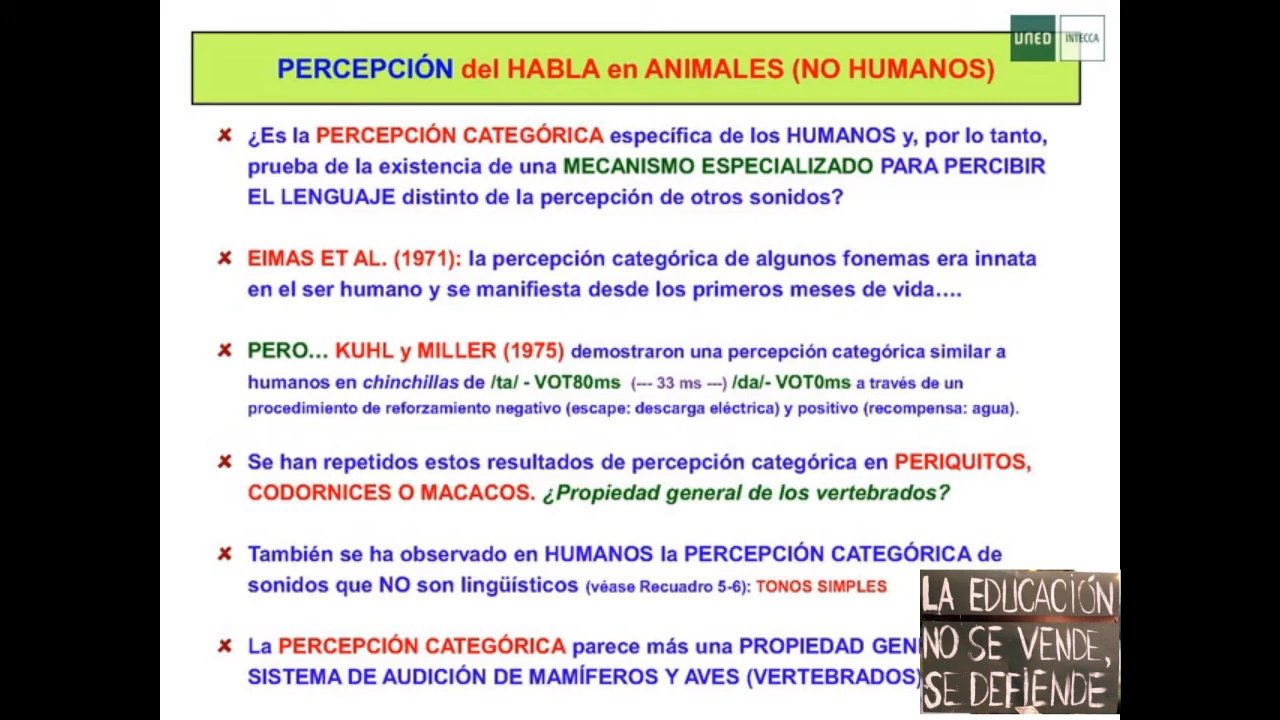 UNED INTECCA
PERCEPCIÓN del HABLA en ANIMALES (NO HUMANOS)
✘ ¿Es la PERCEPCIÓN CATEGÓRICA específica de los HUMANOS y, por lo tanto,
prueba de la existencia de una MECANISMO ESPECIALIZADO PARA PERCIBIR
EL LENGUAJE distinto de la percepción de otros sonidos?
✘ EIMAS ET AL. (1971): la percepción categórica de algunos fonemas era innata
en el ser humano y se manifiesta desde los primeros meses de vida….
✘ PERO… KUHL y MILLER (1975) demostraron una percepción categórica similar a
humanos en chinchillas de /ta/ - VOT80ms (--- 33 ms ---) /da/- VOT0ms a través de un
procedimiento de reforzamiento negativo (escape: descarga eléctrica) y positivo (recompensa: agua).
✘ Se han repetidos estos resultados de percepción categórica en PERIQUITOS,
CODORNICES O MACACOS. ¿Propiedad general de los vertebrados?
✘ También se ha observado en HUMANOS la PERCEPCIÓN CATEGÓRICA de
sonidos que NO son lingüísticos (véase Recuadro 5-6): TONOS SIMPLES
✘ La PERCEPCIÓN CATEGÓRICA parece más una PROPIEDAD GEN
SISTEMA DE AUDICIÓN DE MAMÍFEROS Y AVES (VERTEBRADOS)
LA EDUCACIÓN
NO SE VENDE,
SE DEFIENDE